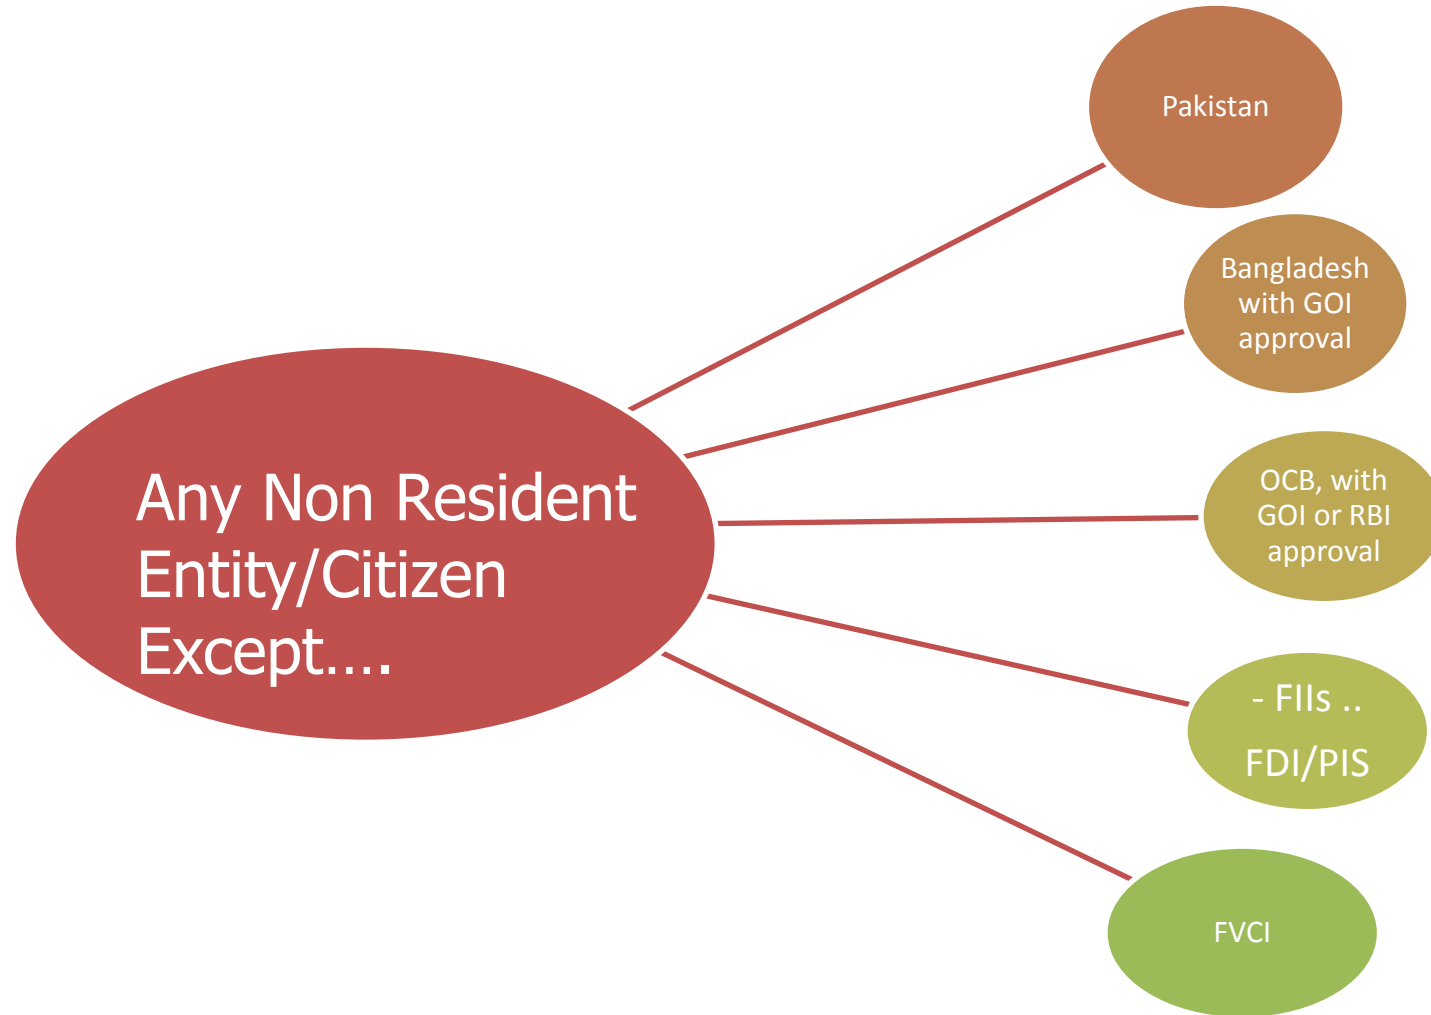 Any Non Resident
Entity/Citizen
Except....
Pakistan
Bangladesh
with GOI
approval
OCB, with
GOI or RBI
approval
- FIIs ..
FDI/PIS
FVCI